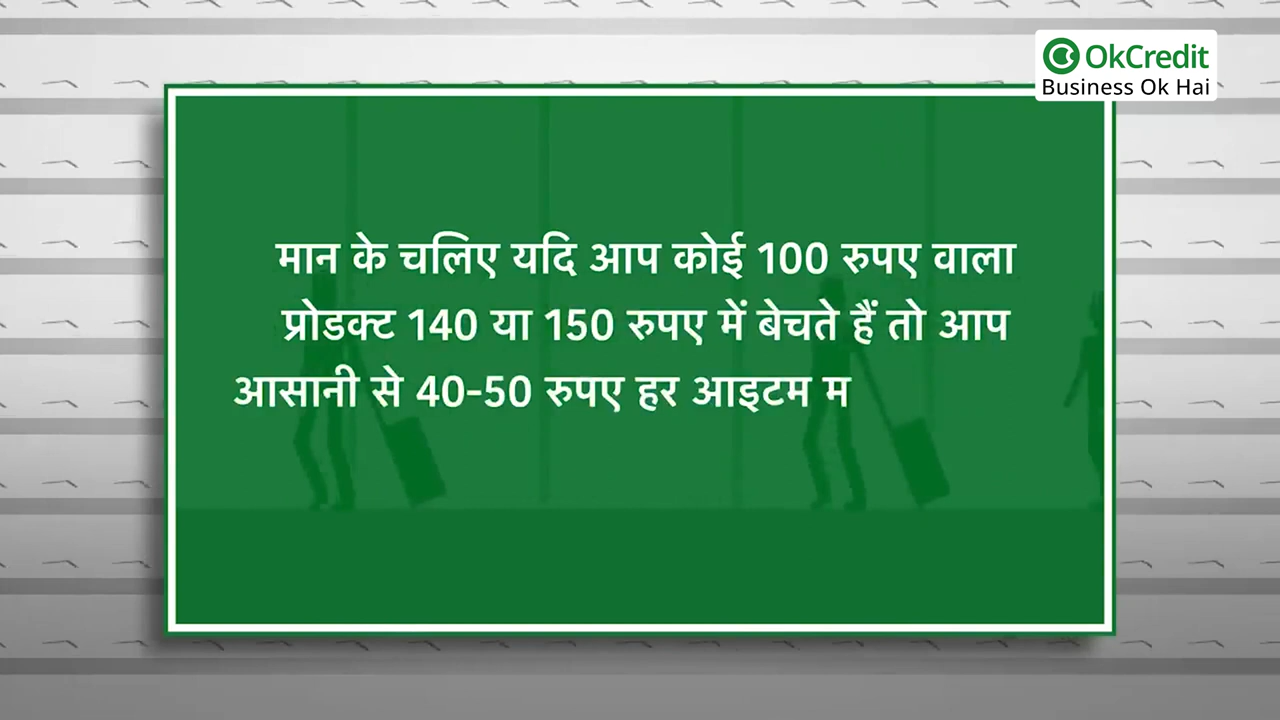 OkCredit
Business Ok Hai
मान के चलिए यदि आप कोई 100 रुपए वाला
प्रोडक्ट 140 या 150 रुपए में बेचते हैं तो आप
आसानी से 40-50 रुपए हर आइटम म